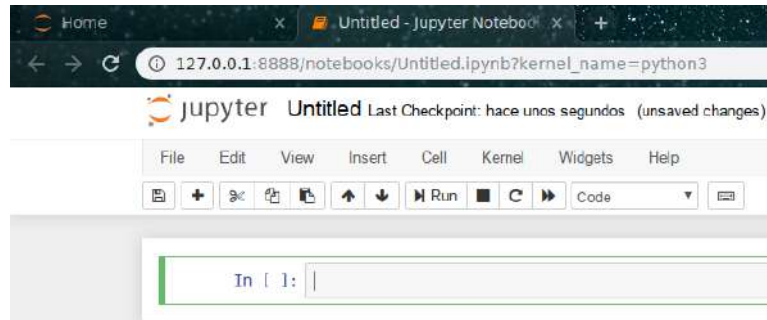 Home
Untitled - Jupyter Notebook
127.0.0.1:8888/notebooks/Untitled.ipynb?kernel_name=python3
jupyter Untitled Last Checkpoint: hace unos segundos (unsaved changes)
File Edit View Insert Cell Kernel Widgets Help
Run Code
In [ ]: